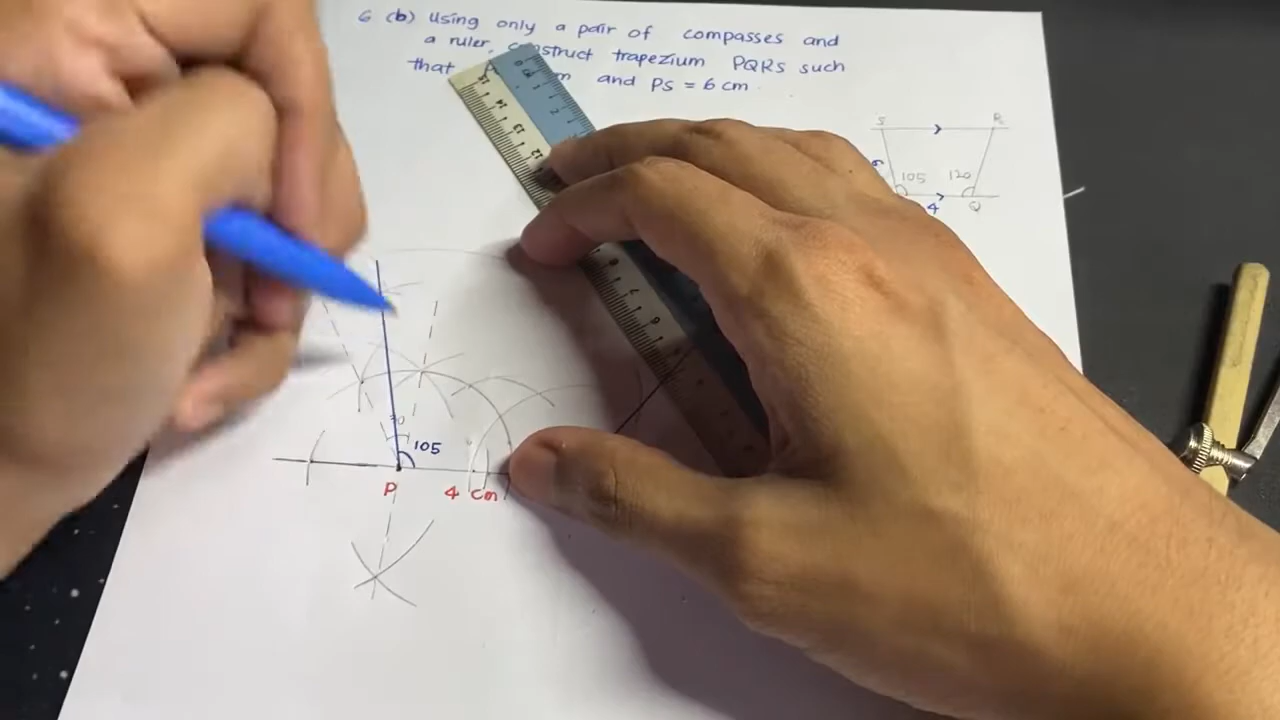 6 (b) Using only a pair of compasses and
a ruler, construct trapezium PQRS such
that m and PS = 6 cm
S R
6 105 120
4 Q
30
105
P 4 cm